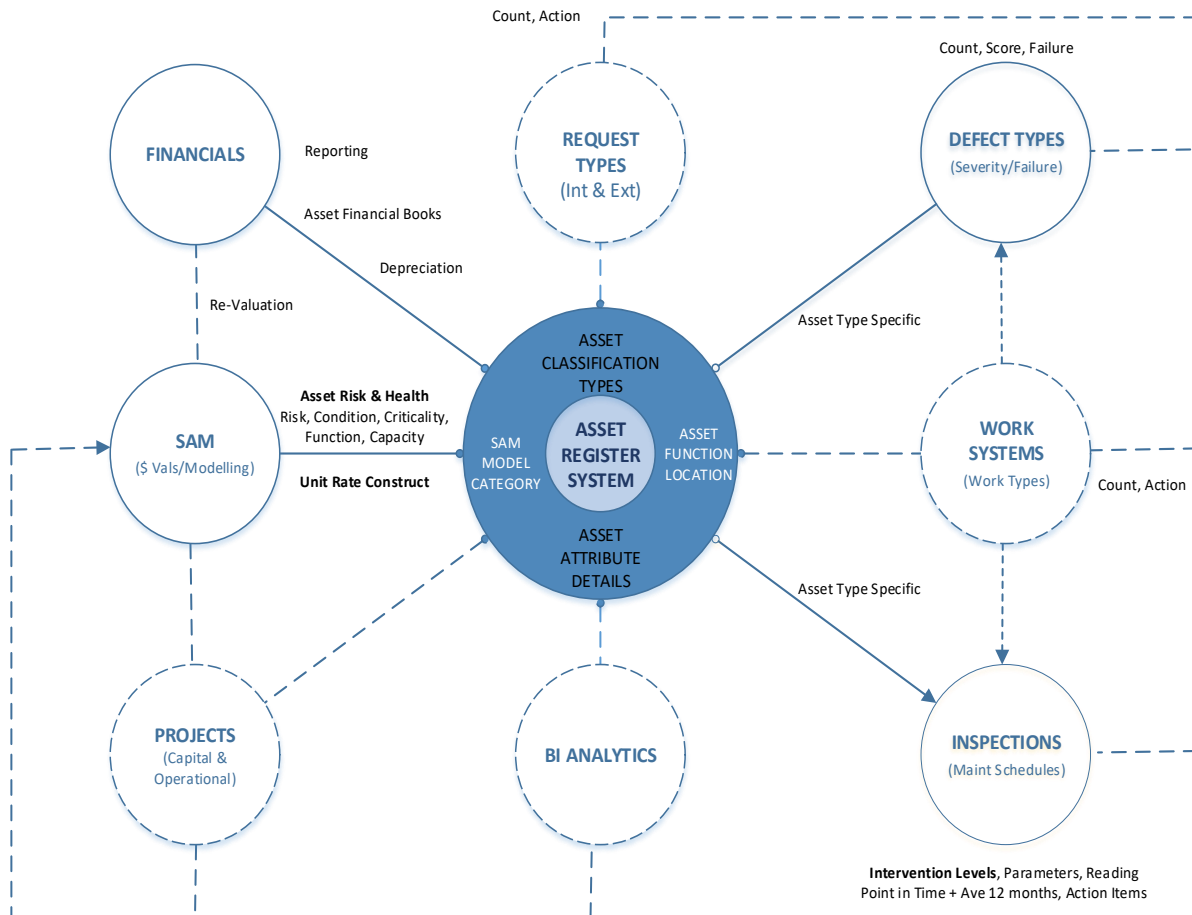 Count, Action
Count, Score, Failure
FINANCIALS
Reporting
REQUEST
TYPES
(Int & Ext)
DEFECT TYPES
(Severity/Failure)
Asset Financial Books
Depreciation
Re-Valuation
Asset Type Specific
ASSET
CLASSIFICATION
TYPES
Asset Risk & Health
Risk, Condition, Criticality,
Function, Capacity
Unit Rate Construct
SAM
($ Vals/Modelling)
SAM
MODEL
CATEGORY
ASSET
REGISTER
SYSTEM
ASSET
FUNCTION
LOCATION
WORK
SYSTEMS
(Work Types)
Count, Action
ASSET
ATTRIBUTE
DETAILS
Asset Type Specific
PROJECTS
(Capital &
Operational)
BI ANALYTICS
INSPECTIONS
(Maint Schedules)
Intervention Levels, Parameters, Reading
Point in Time + Ave 12 months, Action Items